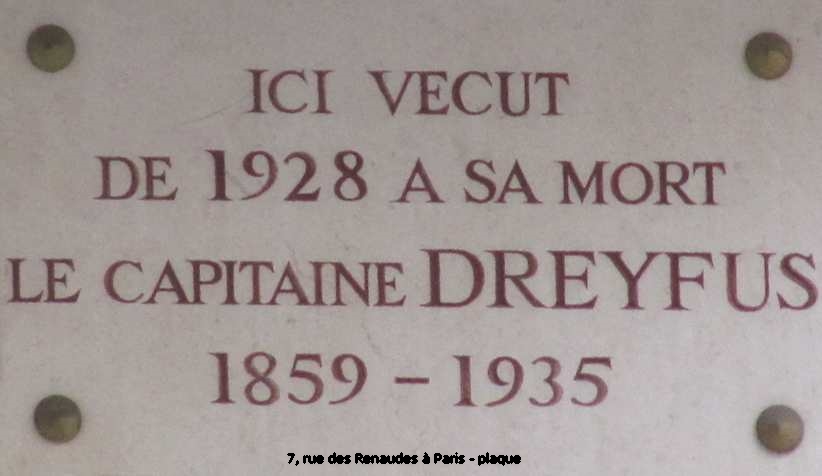 ICI VECUT
DE 1928 A SA MORT
LE CAPITAINE DREYFUS
1859 - 1935
7, rue des Renaudes à Paris - plaque